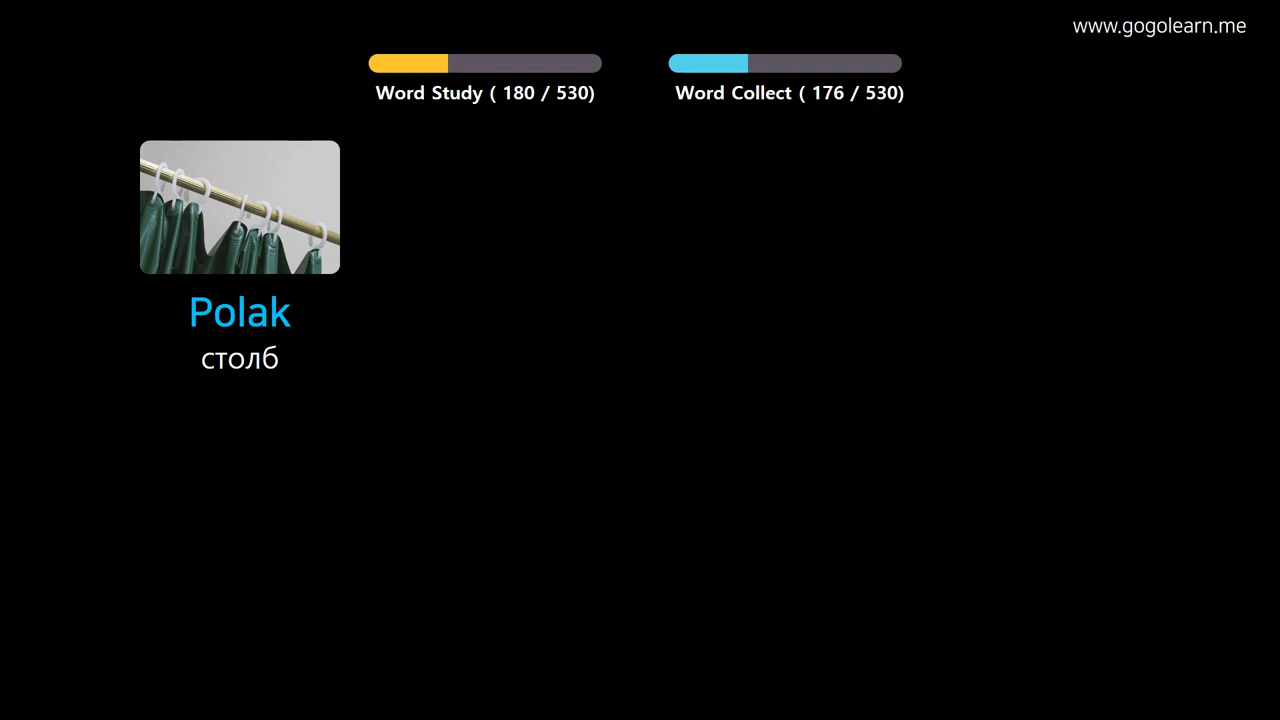 www.gogolearn.me
Word Study ( 180 / 530)
Word Collect ( 176 / 530)
Polak
столб